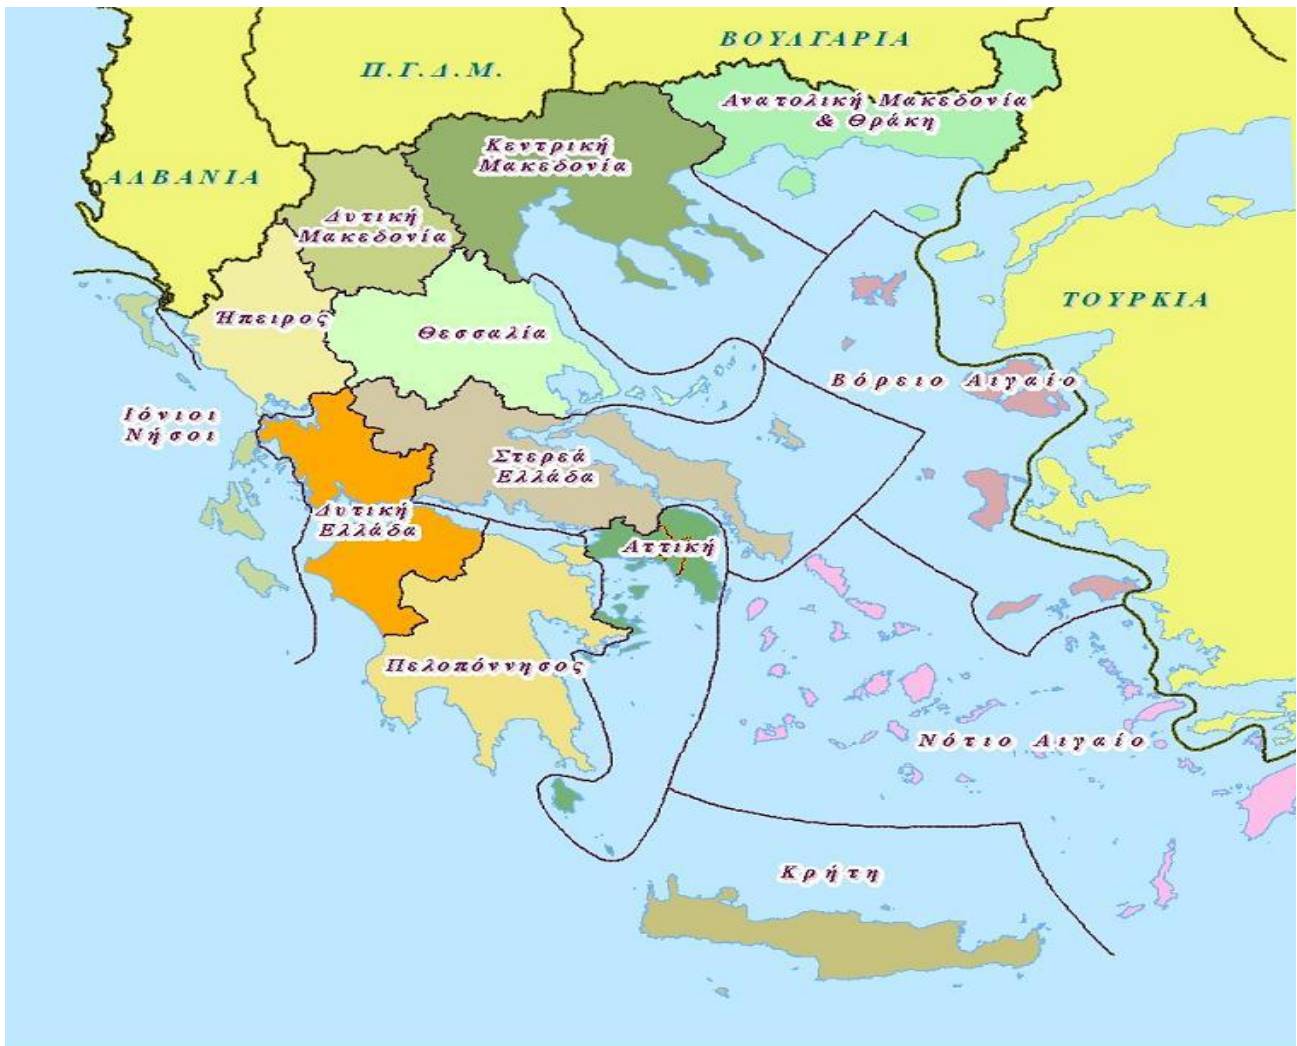 ΒΟΥΛΓΑΡΙΑ
Π.Γ.Δ.Μ.
Ανατολική Μακεδονία
& Θράκη
Κεντρική
Μακεδονία
ΑΛΒΑΝΙΑ
Δυτική
Μακεδονία
ΤΟΥΡΚΙΑ
Ήπειρος
Θεσσαλία
Βόρειο Αιγαίο
Ιόνιοι
Νήσοι
Στερεά
Ελλάδα
Δυτική
Ελλάδα
Αττική
Πελοπόννησος
Νότιο Αιγαίο
Κρήτη